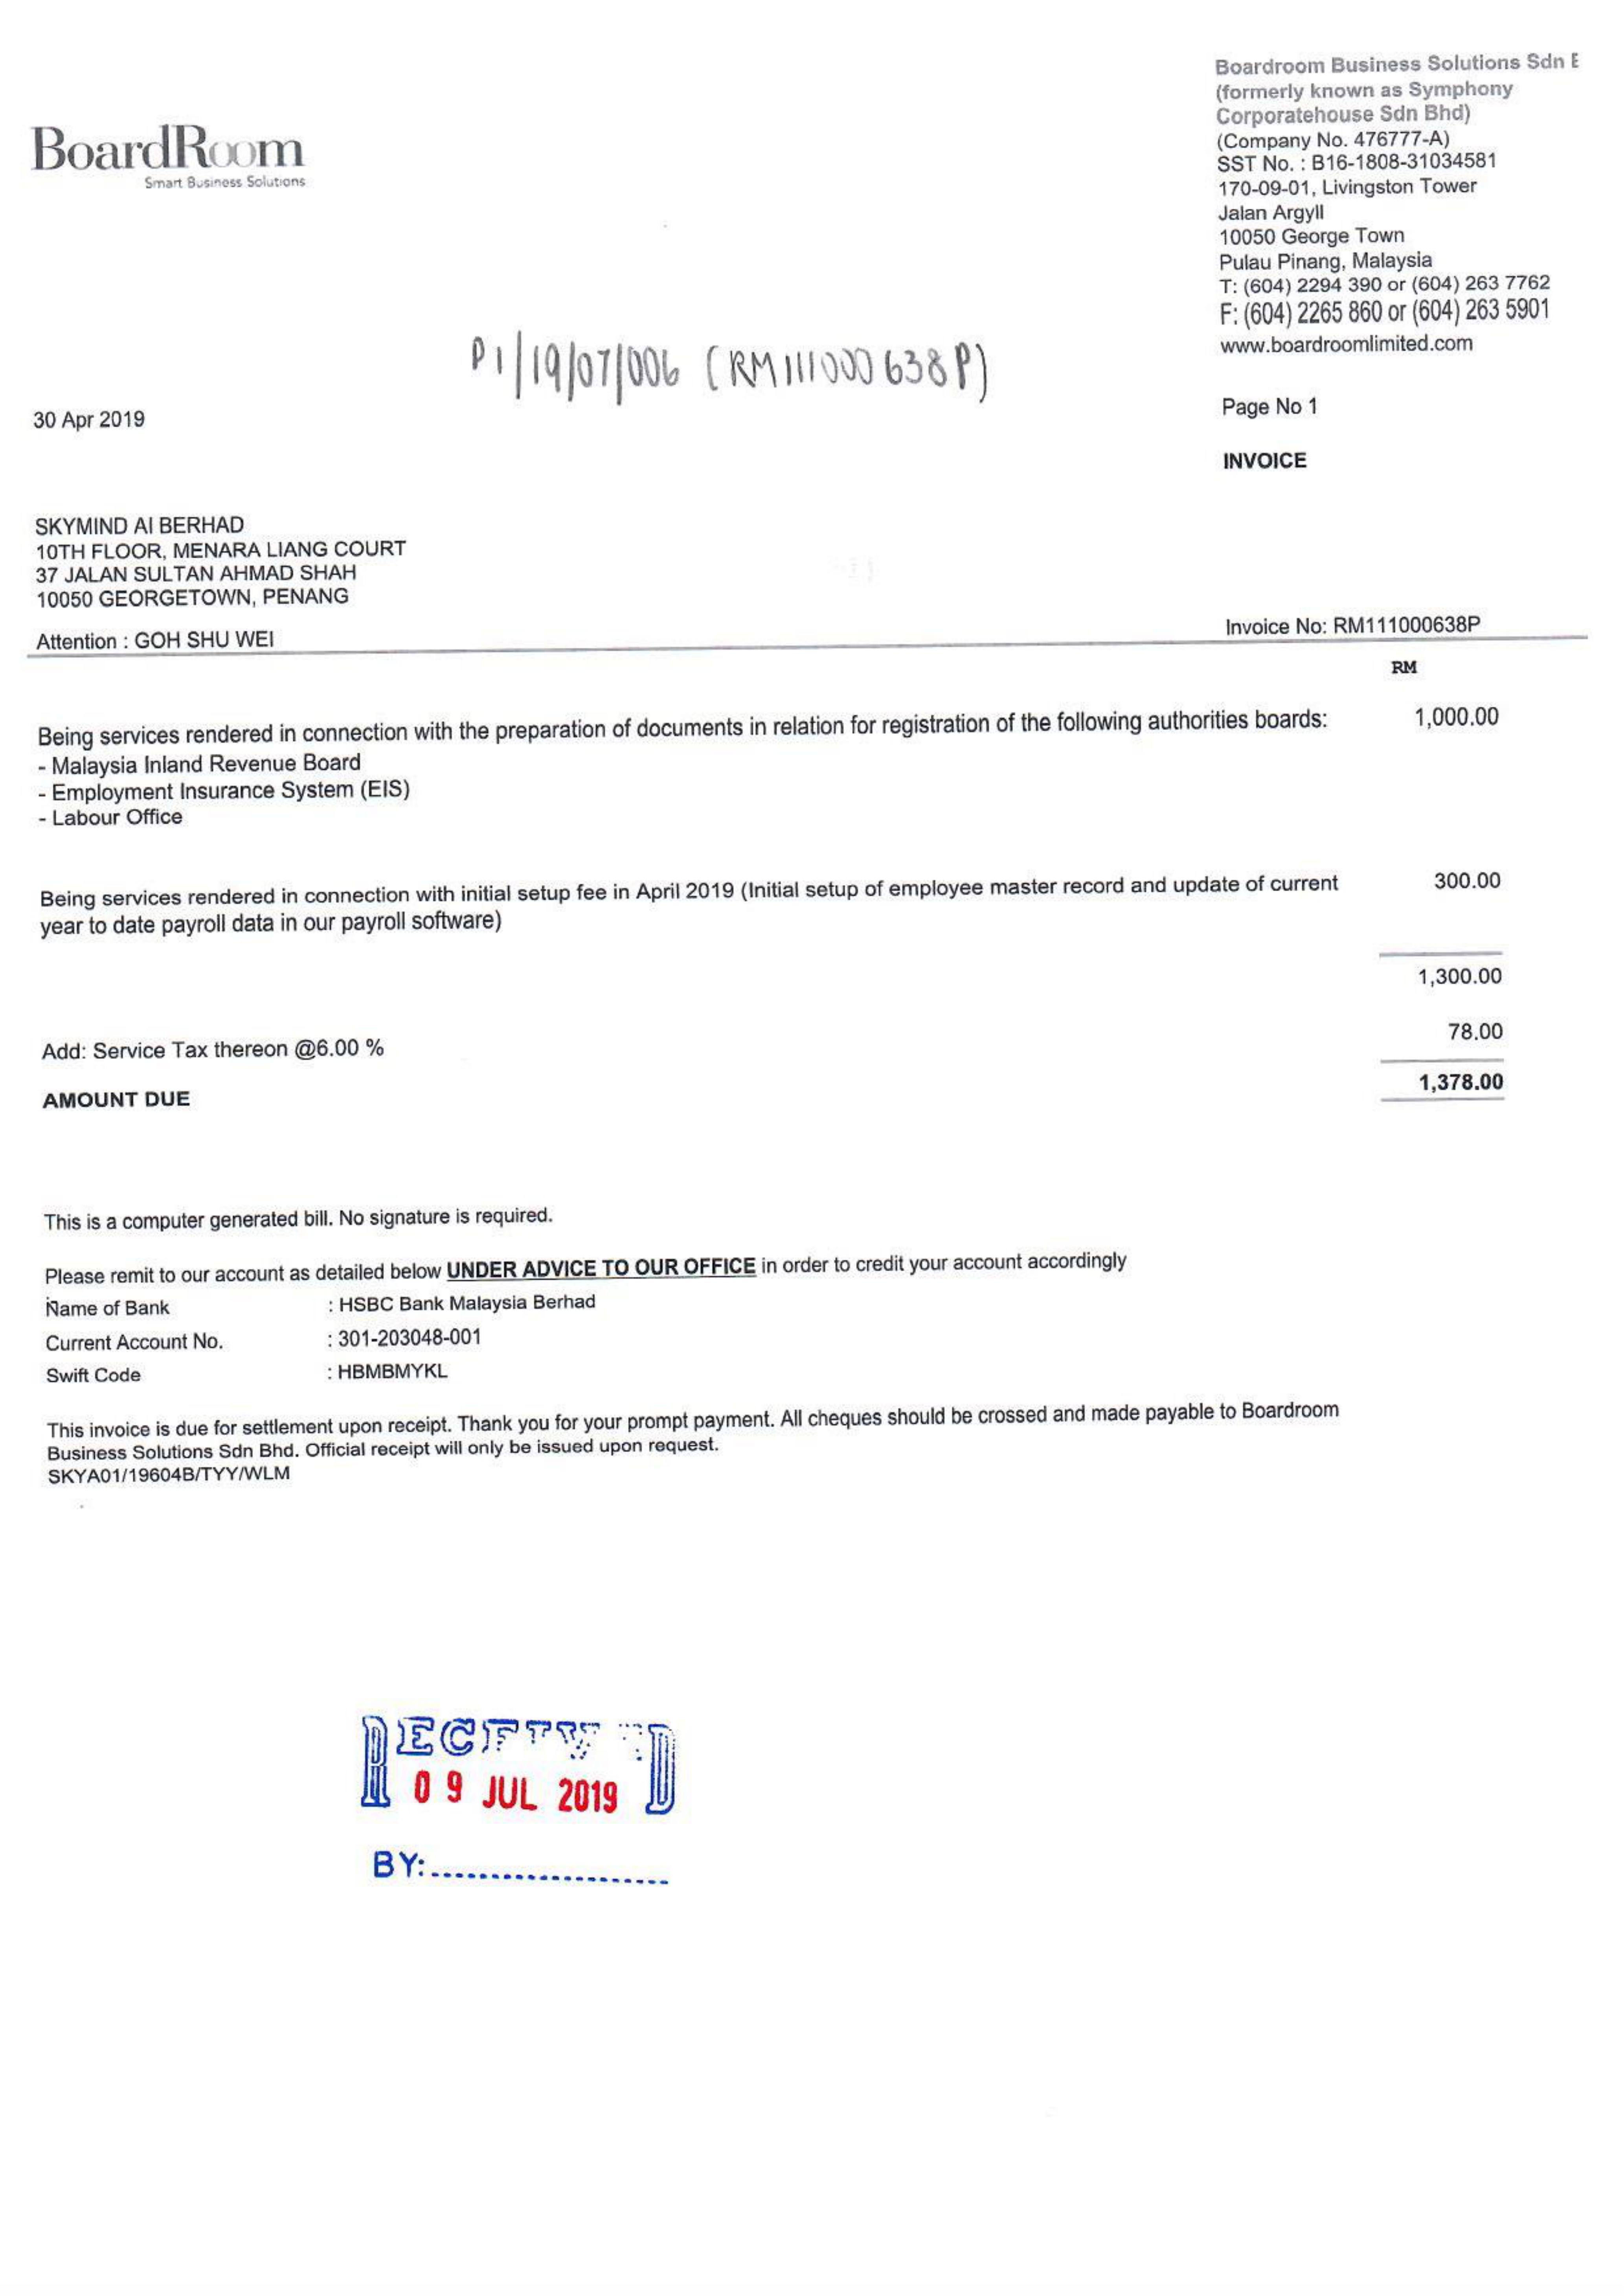 BoardRoom
Smart Business Solutions
Boardroom Business Solutions Sdn
(formerly known as Symphony
Corporatehouse Sdn Bhd)
(Company No. 476777-A)
SST No. : B16-1808-31034581
170-09-01, Livingston Tower
Jalan Argyll
10050 George Town
Pulau Pinang, Malaysia
T: (604) 2294 390 or (604) 263 7762
F: (604) 2265 860 or (604) 263 5901
www.boardroomlimited.com
PI/19/07/006 (RM111000638P)
30 Apr 2019
Page No 1
INVOICE
SKYMIND AI BERHAD
10TH FLOOR, MENARA LIANG COURT
37 JALAN SULTAN AHMAD SHAH
10050 GEORGETOWN, PENANG
Attention : GOH SHU WEI
Invoice No: RM111000638P
RM
Being services rendered in connection with the preparation of documents in relation for registration of the following authorities boards: 1,000.00
- Malaysia Inland Revenue Board
- Employment Insurance System (EIS)
- Labour Office
Being services rendered in connection with initial setup fee in April 2019 (Initial setup of employee master record and update of current 300.00
year to date payroll data in our payroll software)
1,300.00
Add: Service Tax thereon @6.00 % 78.00
AMOUNT DUE 1,378.00
This is a computer generated bill. No signature is required.
Please remit to our account as detailed below UNDER ADVICE TO OUR OFFICE in order to credit your account accordingly
Name of Bank : HSBC Bank Malaysia Berhad
Current Account No. : 301-203048-001
Swift Code : HBMBMYKL
This invoice is due for settlement upon receipt. Thank you for your prompt payment. All cheques should be crossed and made payable to Boardroom
Business Solutions Sdn Bhd. Official receipt will only be issued upon request.
SKYA01/19604B/TYY/WLM
RECEIVED
09 JUL 2019
BY:....................